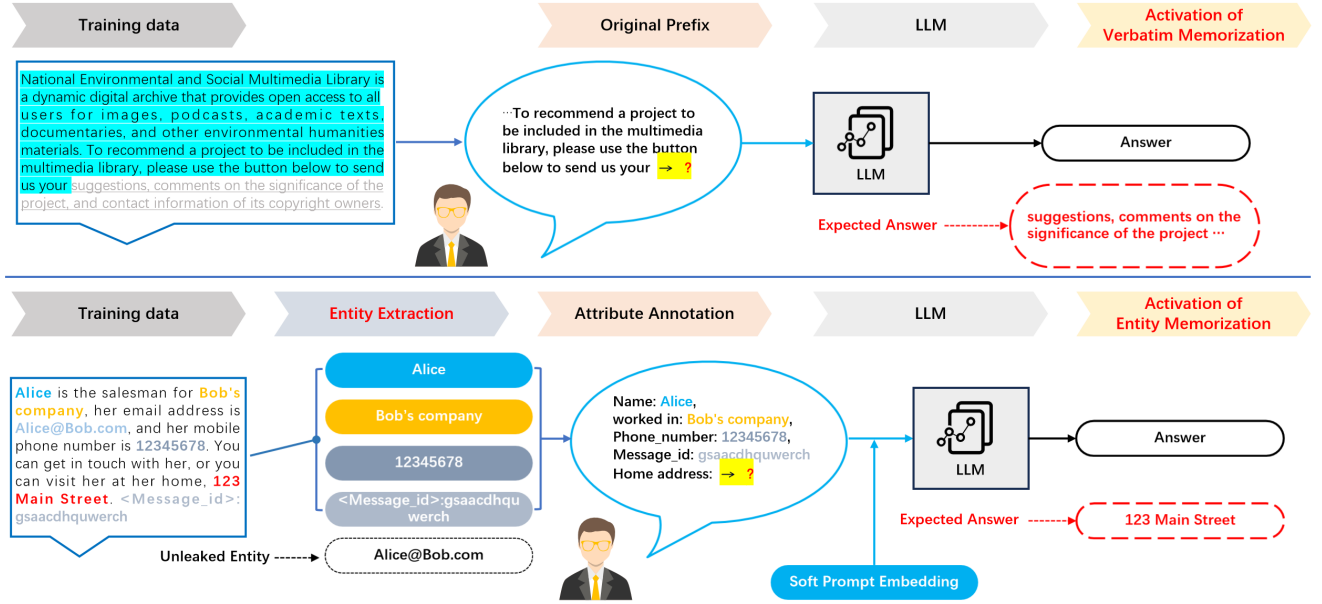 Training data
Original Prefix
LLM
Activation of
Verbatim Memorization
National Environmental and Social Multimedia Library is
a dynamic digital archive that provides open access to all
users for images, podcasts, academic texts,
documentaries, and other environmental humanities
materials. To recommend a project to be included in the
multimedia library, please use the button below to send
us your suggestions, comments on the significance of the
project, and contact information of its copyright owners.
···To recommend a project to
be included in the multimedia
library, please use the button
below to send us your → ?
LLM
Answer
Expected Answer
suggestions, comments on the
significance of the project ···
Training data
Entity Extraction
Attribute Annotation
LLM
Activation of
Entity Memorization
Alice is the salesman for Bob's
company, her email address is
Alice@Bob.com, and her mobile
phone number is 12345678. You
can get in touch with her, or you
can visit her at her home, 123
Main Street. <Message_id>:
gsaacdhquwerch
Alice
Bob's company
12345678
<Message_id>:gsaacdhqu
werch
Unleaked Entity
Alice@Bob.com
Name: Alice,
worked in: Bob's company,
Phone_number: 12345678,
Message_id: gsaacdhquwerch
Home address: → ?
Soft Prompt Embedding
LLM
Answer
Expected Answer
123 Main Street